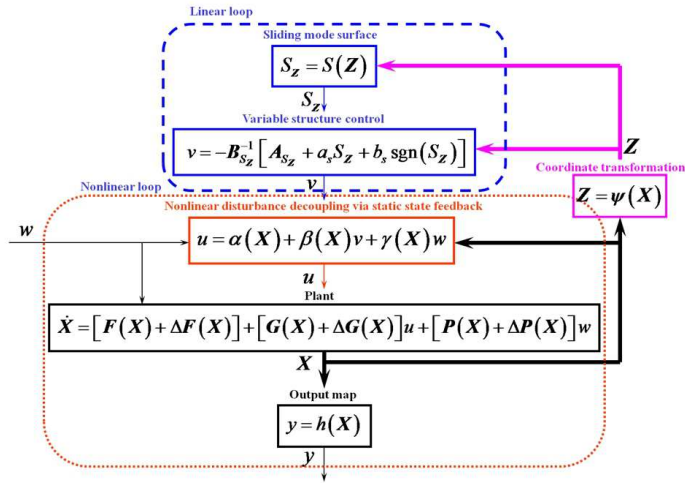 Linear loop
Sliding mode surface
S_Z = S(Z)
S_Z
Variable structure control
v = −B_{S_Z}^{-1}[A_{S_Z} + a_s S_Z + b_s sgn(S_Z)]
Z
Coordinate transformation
Z = ψ(X)
v
Nonlinear loop
Nonlinear disturbance decoupling via static state feedback
w
u = α(X) + β(X)v + γ(X)w
u
Plant
Ẋ = [F(X) + ΔF(X)] + [G(X) + ΔG(X)]u + [P(X) + ΔP(X)]w
X
Output map
y = h(X)
y